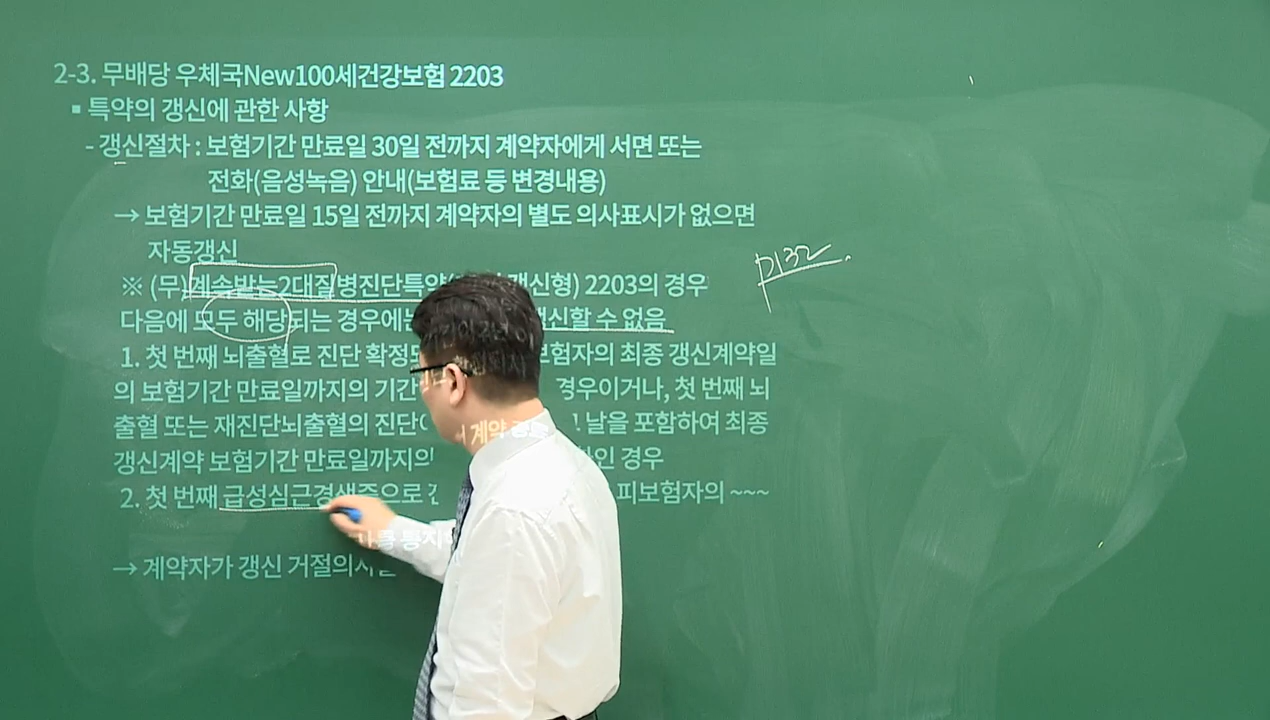 2-3. 무배당 우체국New100세건강보험 2203
▪ 특약의 갱신에 관한 사항
- 갱신절차 : 보험기간 만료일 30일 전까지 계약자에게 서면 또는
전화(음성녹음) 안내(보험료 등 변경내용)
→ 보험기간 만료일 15일 전까지 계약자의 별도 의사표시가 없으면
자동갱신
p132
※ (무)계속받는2대질병진단특약( 갱신형) 2203의 경우
다음에 모두 해당되는 경우에는 갱신할 수 없음
1. 첫 번째 뇌출혈로 진단 확정 보험자의 최종 갱신계약일
의 보험기간 만료일까지의 기간 경우이거나, 첫 번째 뇌
출혈 또는 재진단뇌출혈의 진단 날을 포함하여 최종
갱신계약 보험기간 만료일까지의 경우
2. 첫 번째 급성심근경색증으로 피보험자의 ~~~
→ 계약자가 갱신 거절의사를 통지